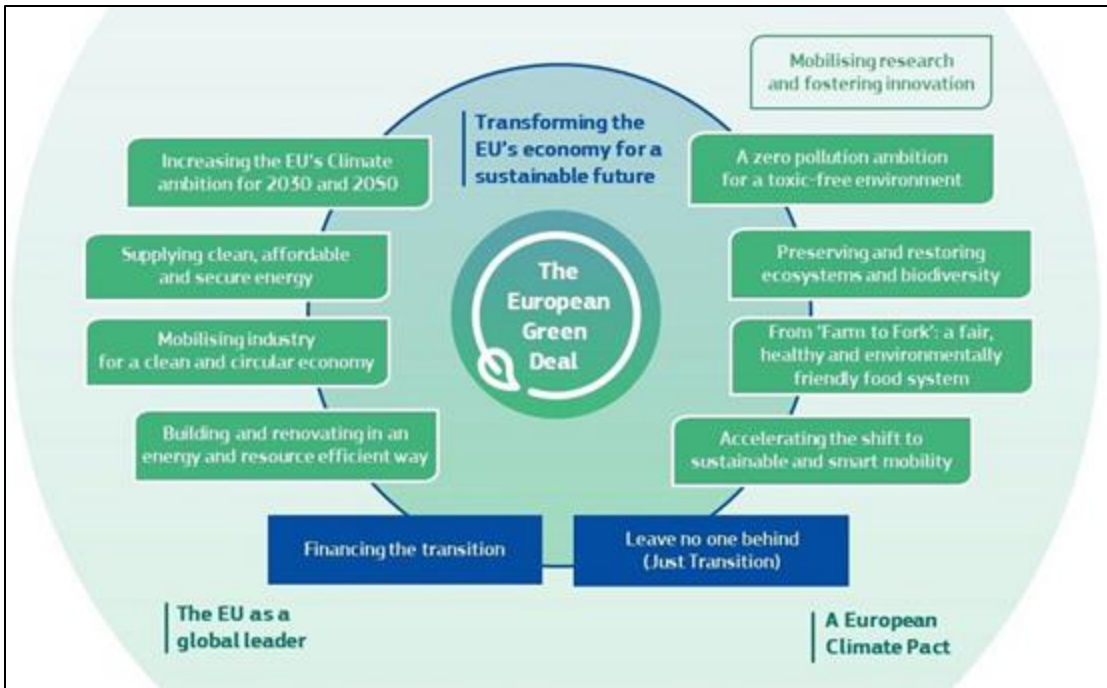 Mobilising research
and fostering innovation
Transforming the
EU's economy for a
sustainable future
Increasing the EU's Climate
ambition for 2030 and 2050
A zero pollution ambition
for a toxic-free environment
Supplying clean, affordable
and secure energy
Preserving and restoring
ecosystems and biodiversity
The
European
Green
Deal
Mobilising industry
for a clean and circular economy
From 'Farm to Fork': a fair,
healthy and environmentally
friendly food system
Building and renovating in an
energy and resource efficient way
Accelerating the shift to
sustainable and smart mobility
Financing the transition
Leave no one behind
(Just Transition)
The EU as a
global leader
A European
Climate Pact